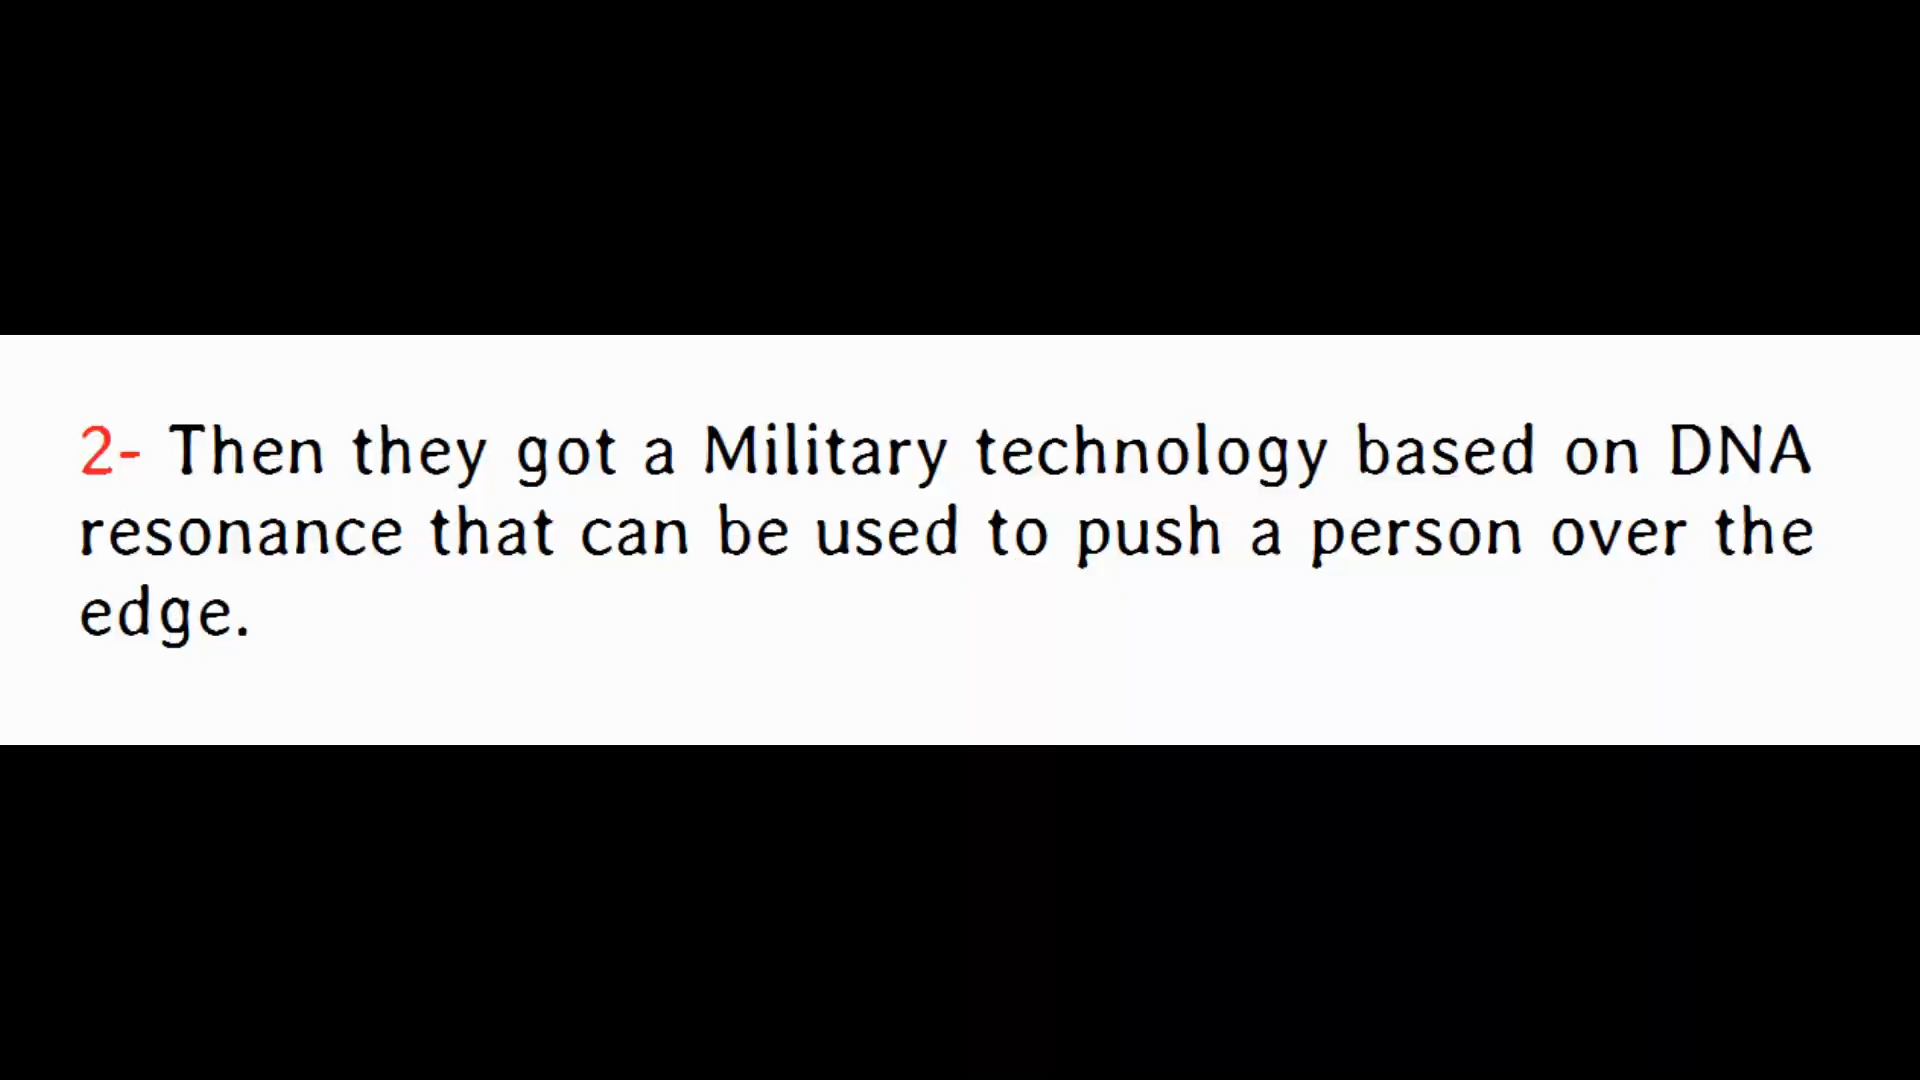 2- Then they got a Military technology based on DNA
resonance that can be used to push a person over the
edge.